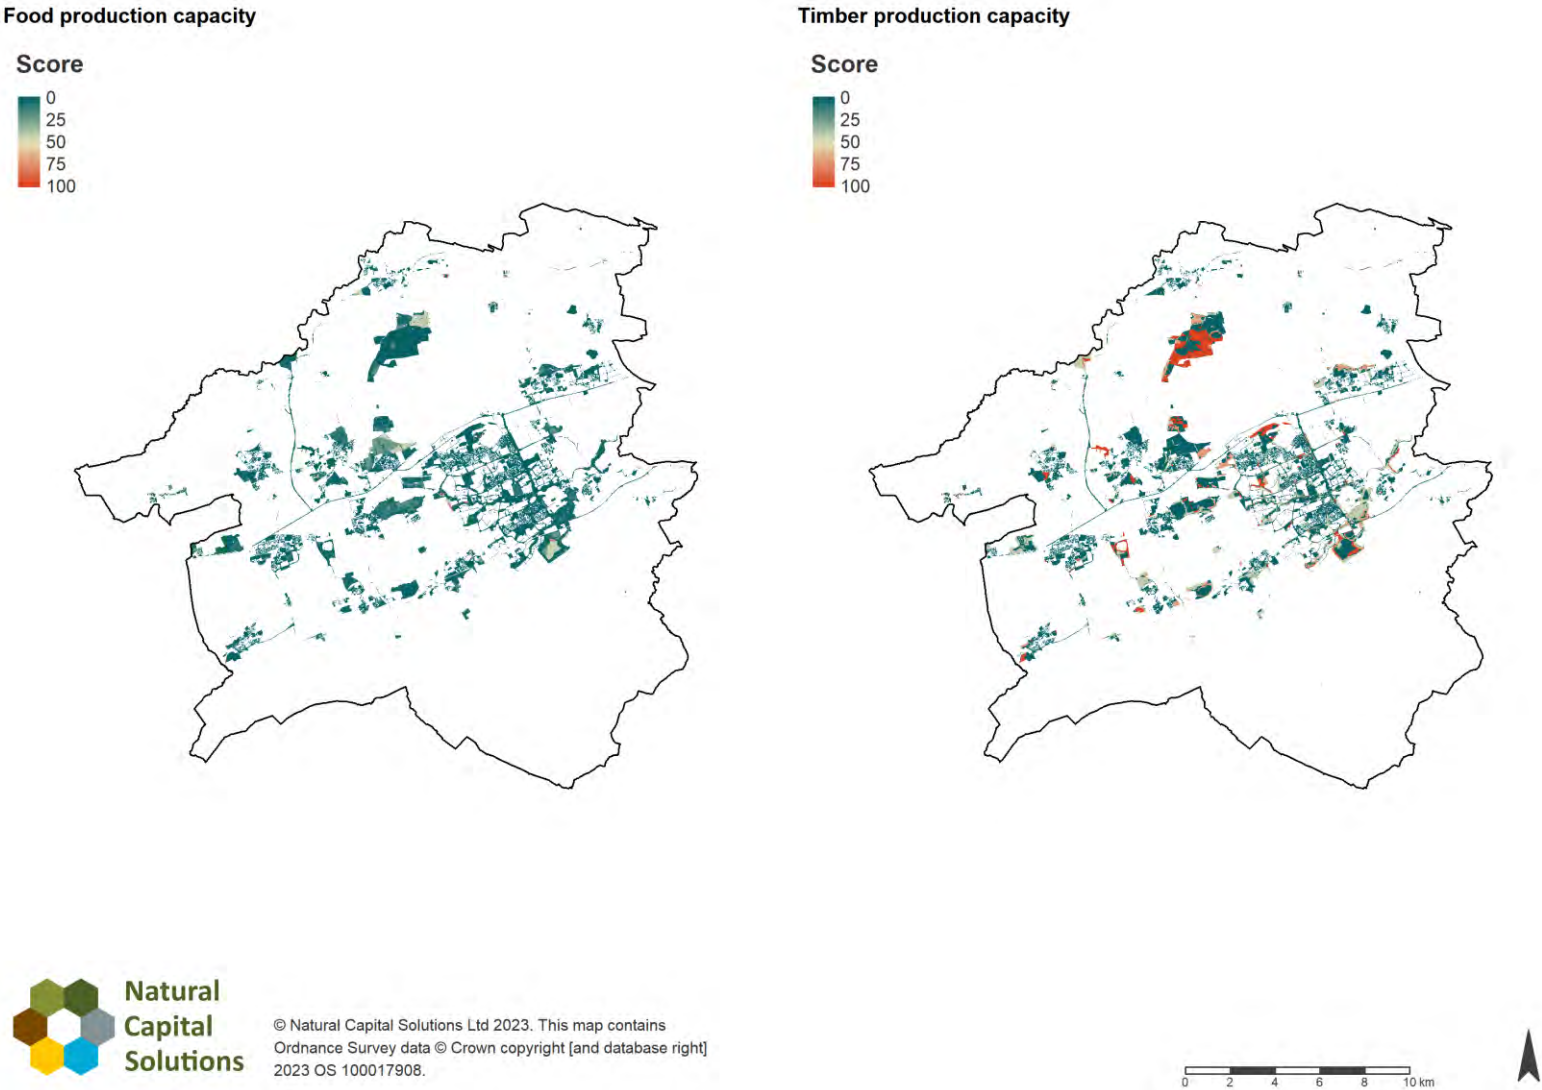 Food production capacity
Score
0
25
50
75
100
Timber production capacity
Score
0
25
50
75
100
Natural
Capital
Solutions
© Natural Capital Solutions Ltd 2023. This map contains
Ordnance Survey data © Crown copyright [and database right]
2023 OS 100017908.
0 2 4 6 8 10 km